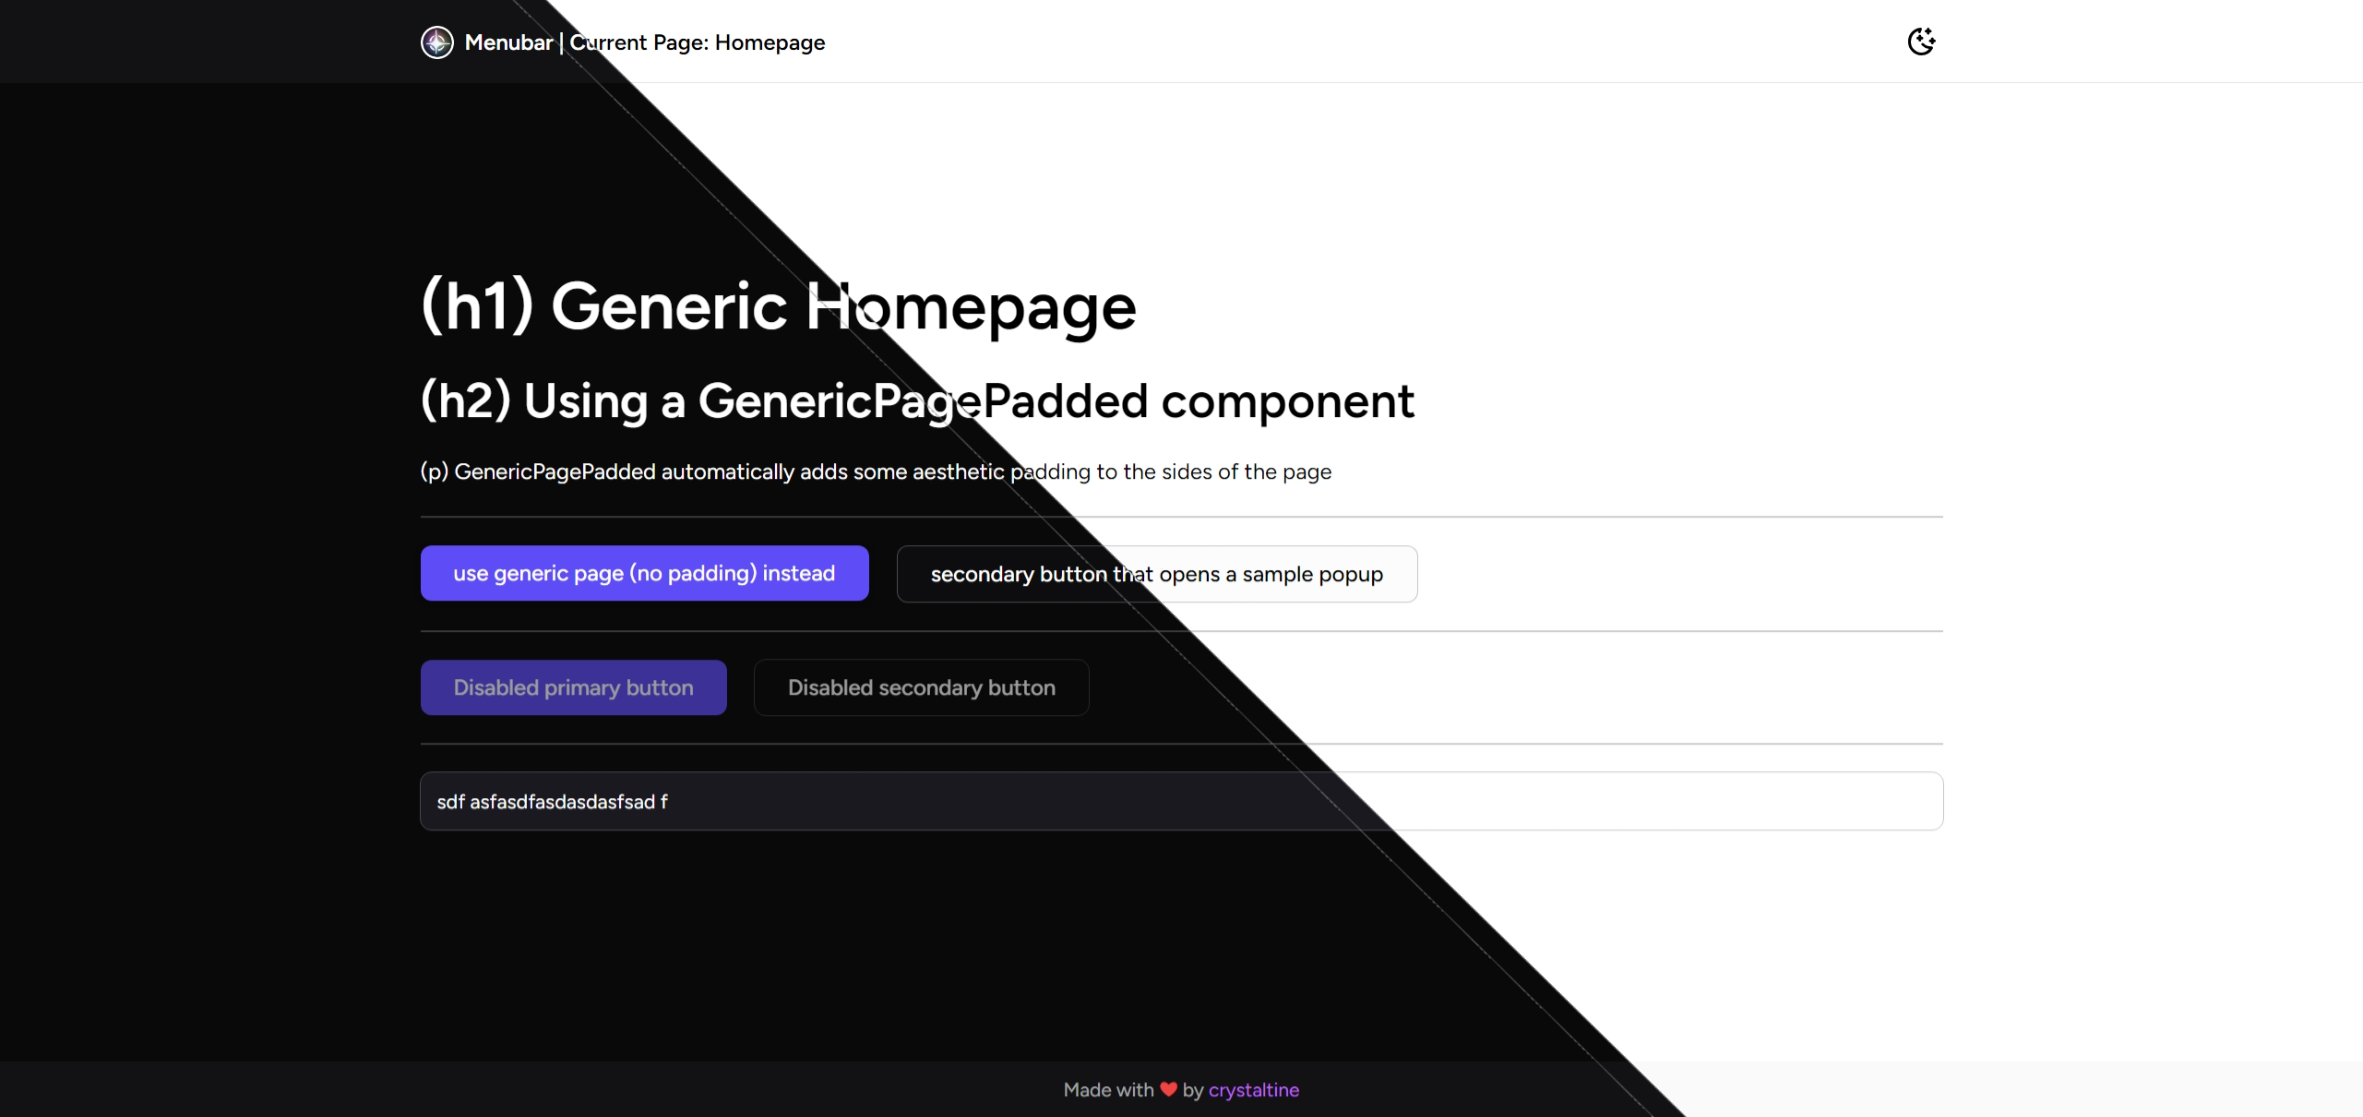 Menubar | Current Page: Homepage
(h1) Generic Homepage
(h2) Using a GenericPagePadded component
(p) GenericPagePadded automatically adds some aesthetic padding to the sides of the page
use generic page (no padding) instead
secondary button that opens a sample popup
Disabled primary button
Disabled secondary button
sdf asfasdfasdasdasfsad f
Made with ❤️ by crystaltine